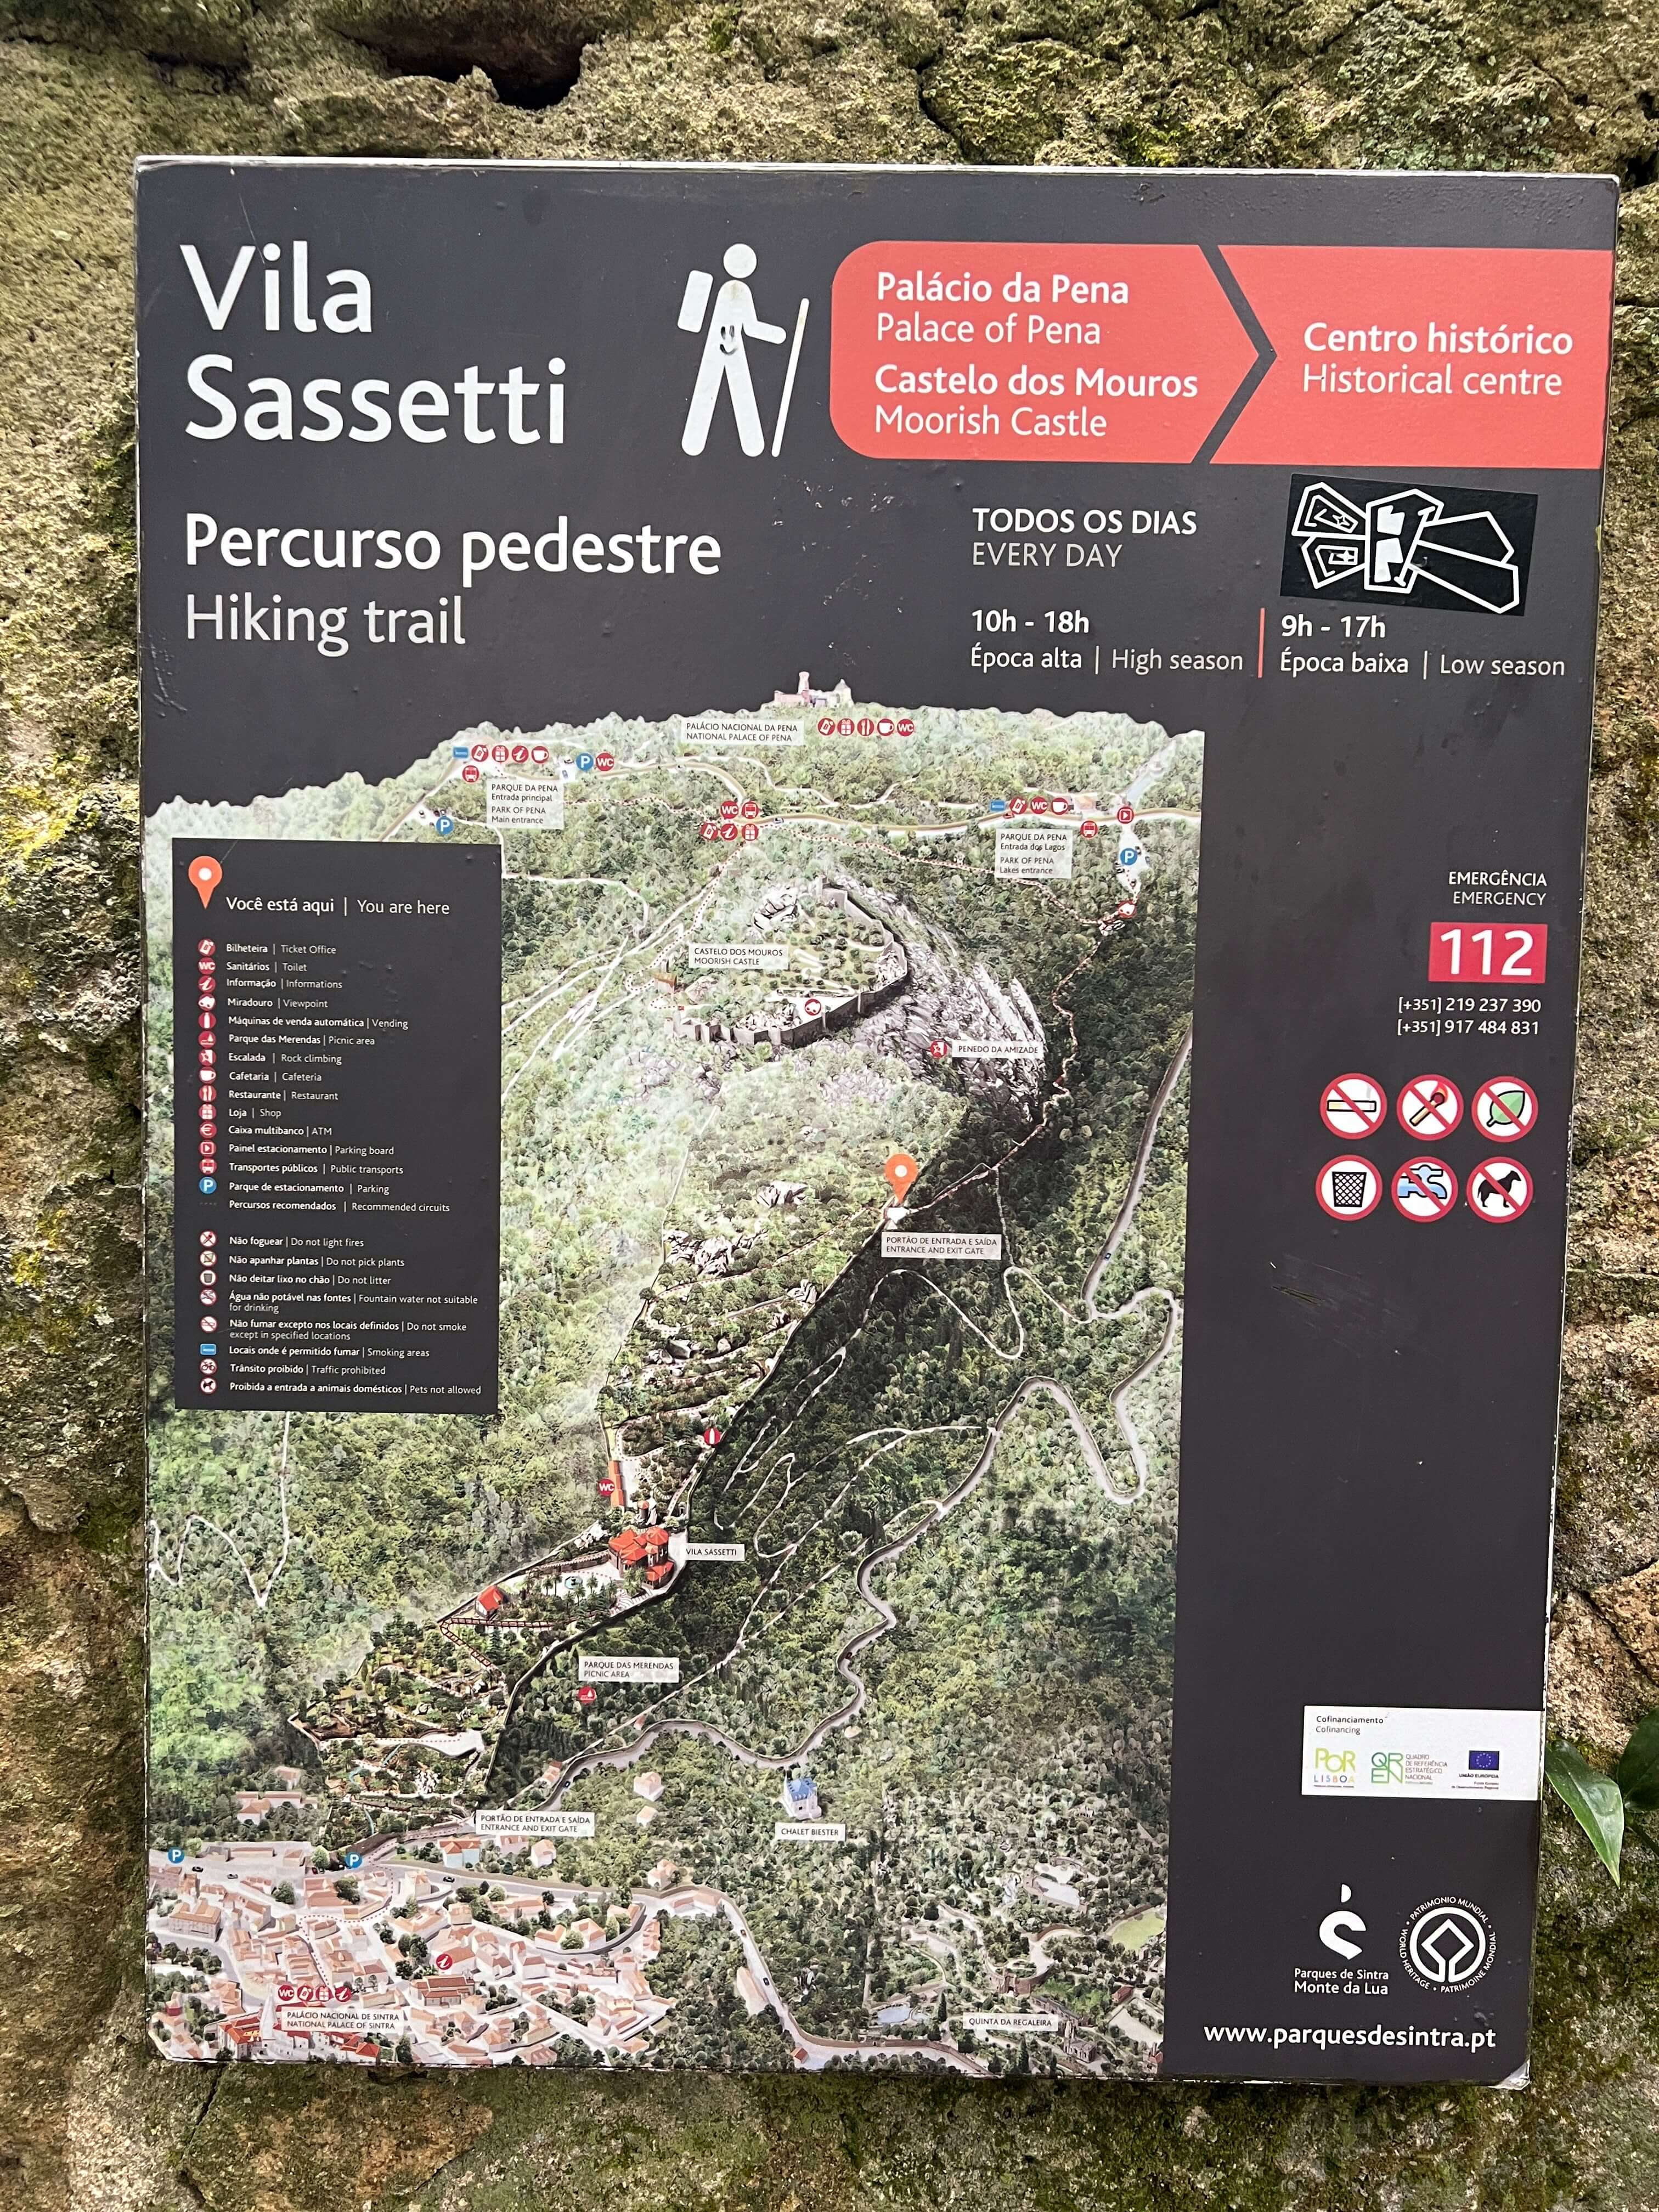 Vila
Sassetti
Palácio da Pena
Palace of Pena
Castelo dos Mouros
Moorish Castle
Centro histórico
Historical centre
Percurso pedestre
Hiking trail
TODOS OS DIAS
EVERY DAY
10h - 18h
Época alta | High season
9h - 17h
Época baixa | Low season
PALÁCIO NACIONAL DA PENA
NATIONAL PALACE OF PENA
WC
P WC
PARQUE DA PENA
Entrada principal
PARK OF PENA
Main entrance
P
WC
WC
PARQUE DA PENA
Entrada dos Lagos
PARK OF PENA
Lakes entrance
P
CASTELO DOS MOUROS
MOORISH CASTLE
PENEDO DA AMIZADE
PORTÃO DE ENTRADA E SAÍDA
ENTRANCE AND EXIT GATE
WC
VILA SASSETTI
PARQUE DAS MERENDAS
PICNIC AREA
PORTÃO DE ENTRADA E SAÍDA
ENTRANCE AND EXIT GATE
CHALET BIESTER
P
P
WC
PALÁCIO NACIONAL DE SINTRA
NATIONAL PALACE OF SINTRA
QUINTA DA REGALEIRA
Você está aqui | You are here
Bilheteira | Ticket Office
WC Sanitários | Toilet
Informação | Informations
Miradouro | Viewpoint
Máquinas de venda automática | Vending
Parque das Merendas | Picnic area
Escalada | Rock climbing
Cafetaria | Cafeteria
Restaurante | Restaurant
Loja | Shop
Caixa multibanco | ATM
Painel estacionamento | Parking board
Transportes públicos | Public transports
P Parque de estacionamento | Parking
Percursos recomendados | Recommended circuits
Não foguear | Do not light fires
Não apanhar plantas | Do not pick plants
Não deitar lixo no chão | Do not litter
Água não potável nas fontes | Fountain water not suitable
for drinking
Não fumar excepto nos locais definidos | Do not smoke
except in specified locations
Locais onde é permitido fumar | Smoking areas
Trânsito proibido | Traffic prohibited
Proibida a entrada a animais domésticos | Pets not allowed
EMERGÊNCIA
EMERGENCY
112
[+351] 219 237 390
[+351] 917 484 831
Cofinanciamento
Cofinancing
POR
LISBOA
QREN
QUADRO
DE REFERÊNCIA
ESTRATÉGICO
NACIONAL
UNIÃO EUROPEIA
Parques de Sintra
Monte da Lua
PATRIMONIO MUNDIAL • WORLD HERITAGE • PATRIMOINE MONDIAL
www.parquesdesintra.pt